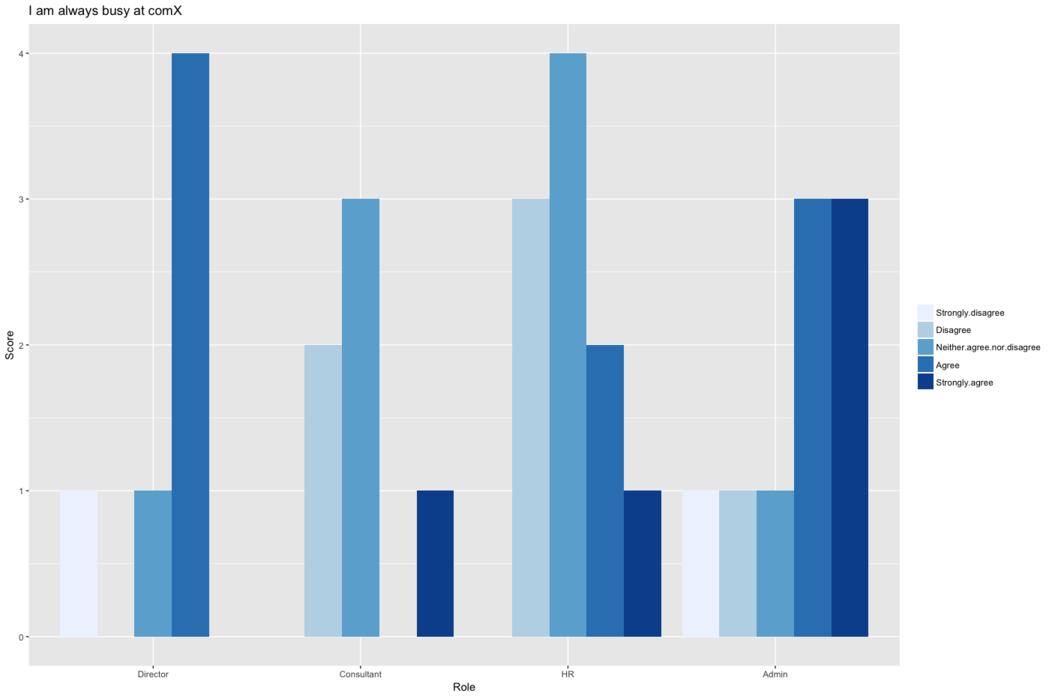 I am always busy at comX
4
3
2
1
0
Score
Director
Consultant
HR
Admin
Role
Strongly.disagree
Disagree
Neither.agree.nor.disagree
Agree
Strongly.agree